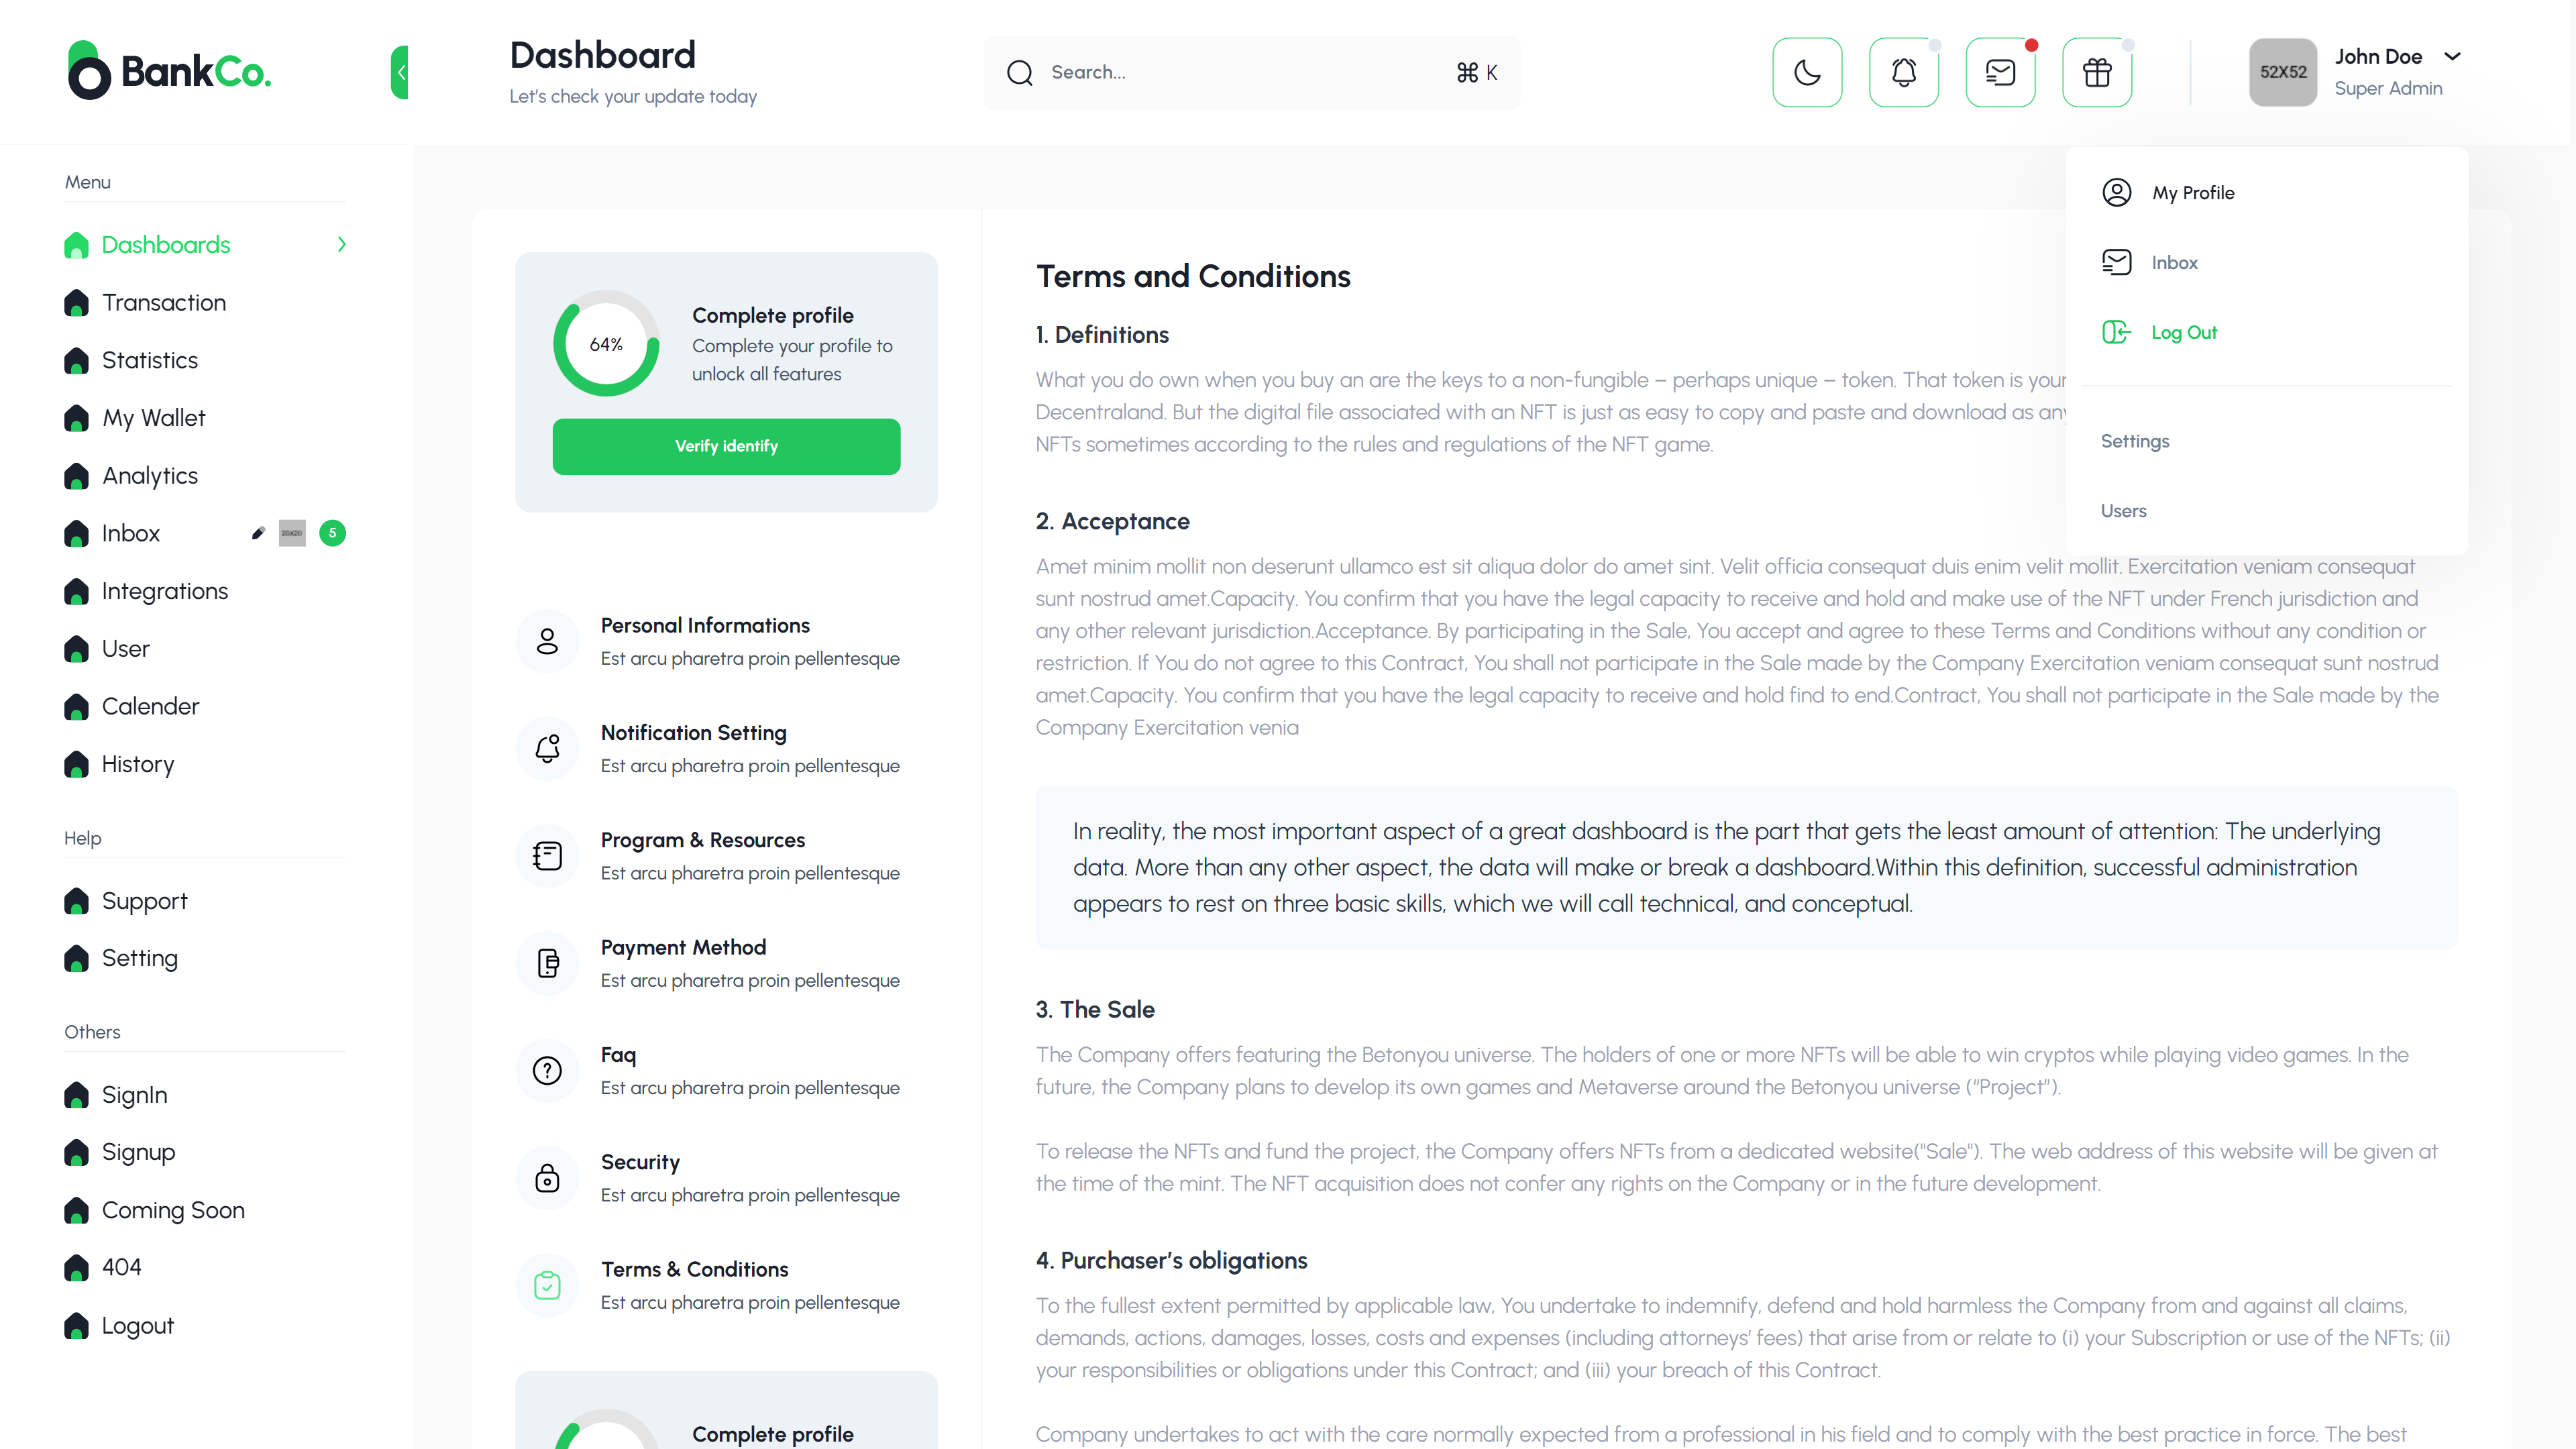 BankCo.
Dashboard
Let's check your update today
Search...
⌘ K
52X52
John Doe
Super Admin
Menu
Dashboards
Transaction
Statistics
My Wallet
Analytics
Inbox
5
Integrations
User
Calender
History
Help
Support
Setting
Others
SignIn
Signup
Coming Soon
404
Logout
64%
Complete profile
Complete your profile to
unlock all features
Verify identify
Personal Informations
Est arcu pharetra proin pellentesque
Notification Setting
Est arcu pharetra proin pellentesque
Program & Resources
Est arcu pharetra proin pellentesque
Payment Method
Est arcu pharetra proin pellentesque
Faq
Est arcu pharetra proin pellentesque
Security
Est arcu pharetra proin pellentesque
Terms & Conditions
Est arcu pharetra proin pellentesque
Complete profile
Terms and Conditions
1. Definitions
What you do own when you buy an are the keys to a non-fungible – perhaps unique – token. That token is your
Decentraland. But the digital file associated with an NFT is just as easy to copy and paste and download as any
NFTs sometimes according to the rules and regulations of the NFT game.
2. Acceptance
Amet minim mollit non deserunt ullamco est sit aliqua dolor do amet sint. Velit officia consequat duis enim velit mollit. Exercitation veniam consequat
sunt nostrud amet.Capacity. You confirm that you have the legal capacity to receive and hold and make use of the NFT under French jurisdiction and
any other relevant jurisdiction.Acceptance. By participating in the Sale, You accept and agree to these Terms and Conditions without any condition or
restriction. If You do not agree to this Contract, You shall not participate in the Sale made by the Company Exercitation veniam consequat sunt nostrud
amet.Capacity. You confirm that you have the legal capacity to receive and hold find to end.Contract, You shall not participate in the Sale made by the
Company Exercitation venia
In reality, the most important aspect of a great dashboard is the part that gets the least amount of attention: The underlying
data. More than any other aspect, the data will make or break a dashboard.Within this definition, successful administration
appears to rest on three basic skills, which we will call technical, and conceptual.
3. The Sale
The Company offers featuring the Betonyou universe. The holders of one or more NFTs will be able to win cryptos while playing video games. In the
future, the Company plans to develop its own games and Metaverse around the Betonyou universe (“Project”).
To release the NFTs and fund the project, the Company offers NFTs from a dedicated website("Sale"). The web address of this website will be given at
the time of the mint. The NFT acquisition does not confer any rights on the Company or in the future development.
4. Purchaser’s obligations
To the fullest extent permitted by applicable law, You undertake to indemnify, defend and hold harmless the Company from and against all claims,
demands, actions, damages, losses, costs and expenses (including attorneys’ fees) that arise from or relate to (i) your Subscription or use of the NFTs; (ii)
your responsibilities or obligations under this Contract; and (iii) your breach of this Contract.
Company undertakes to act with the care normally expected from a professional in his field and to comply with the best practice in force. The best
My Profile
Inbox
Log Out
Settings
Users